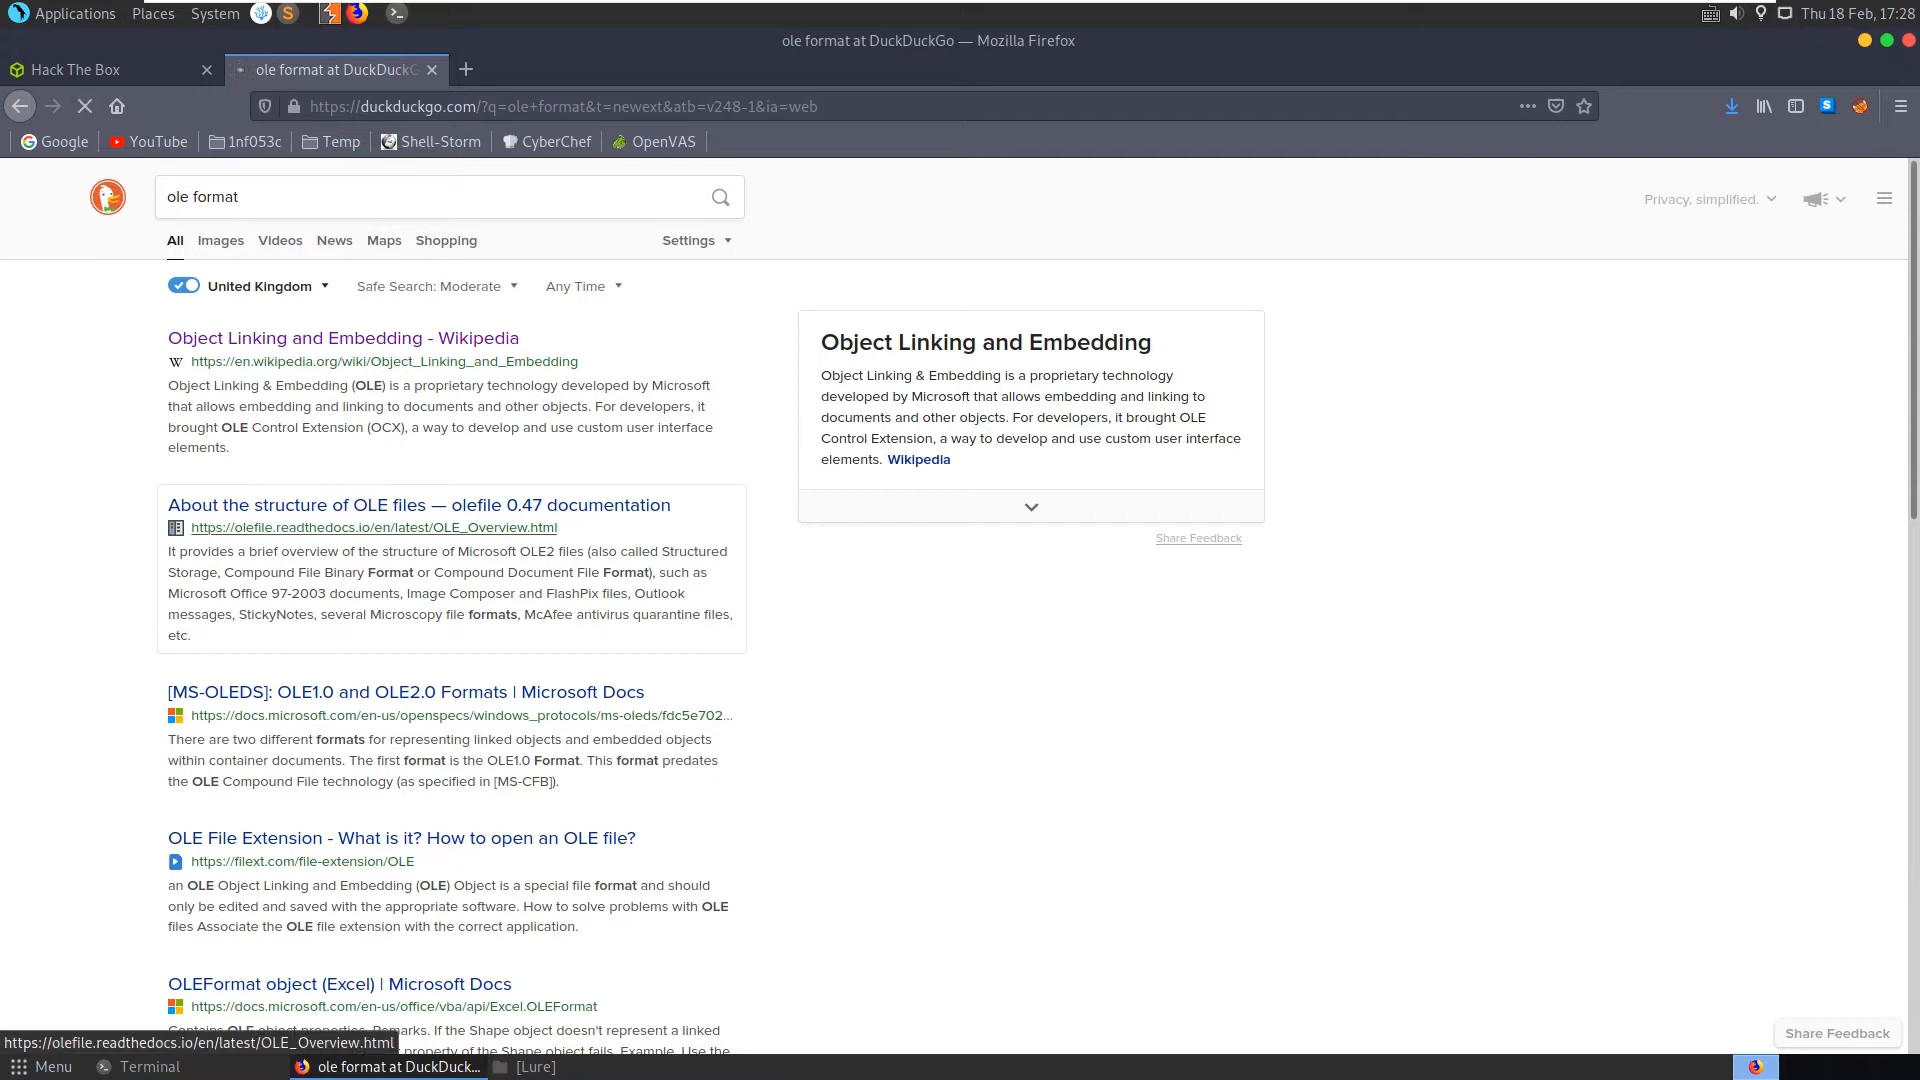 Applications Places System Thu 18 Feb, 17:28
ole format at DuckDuckGo — Mozilla Firefox
Hack The Box ole format at DuckDuckG
https://duckduckgo.com/?q=ole+format&t=newext&atb=v248-1&ia=web
Google YouTube 1nf053c Temp Shell-Storm CyberChef OpenVAS
ole format
Privacy, simplified.
All Images Videos News Maps Shopping Settings
United Kingdom Safe Search: Moderate Any Time
Object Linking and Embedding - Wikipedia
https://en.wikipedia.org/wiki/Object_Linking_and_Embedding
Object Linking & Embedding (OLE) is a proprietary technology developed by Microsoft
that allows embedding and linking to documents and other objects. For developers, it
brought OLE Control Extension (OCX), a way to develop and use custom user interface
elements.
Object Linking and Embedding
Object Linking & Embedding is a proprietary technology
developed by Microsoft that allows embedding and linking to
documents and other objects. For developers, it brought OLE
Control Extension, a way to develop and use custom user interface
elements. Wikipedia
Share Feedback
About the structure of OLE files — olefile 0.47 documentation
https://olefile.readthedocs.io/en/latest/OLE_Overview.html
It provides a brief overview of the structure of Microsoft OLE2 files (also called Structured
Storage, Compound File Binary Format or Compound Document File Format), such as
Microsoft Office 97-2003 documents, Image Composer and FlashPix files, Outlook
messages, StickyNotes, several Microscopy file formats, McAfee antivirus quarantine files,
etc.
[MS-OLEDS]: OLE1.0 and OLE2.0 Formats | Microsoft Docs
https://docs.microsoft.com/en-us/openspecs/windows_protocols/ms-oleds/fdc5e702...
There are two different formats for representing linked objects and embedded objects
within container documents. The first format is the OLE1.0 Format. This format predates
the OLE Compound File technology (as specified in [MS-CFB]).
OLE File Extension - What is it? How to open an OLE file?
https://filext.com/file-extension/OLE
an OLE Object Linking and Embedding (OLE) Object is a special file format and should
only be edited and saved with the appropriate software. How to solve problems with OLE
files Associate the OLE file extension with the correct application.
OLEFormat object (Excel) | Microsoft Docs
https://docs.microsoft.com/en-us/office/vba/api/Excel.OLEFormat
Contains OLE object properties. Remarks. If the Shape object doesn't represent a linked
property of the Shape object fails. Example. Use the
Share Feedback
https://olefile.readthedocs.io/en/latest/OLE_Overview.html
Menu Terminal ole format at DuckDuck... [Lure]